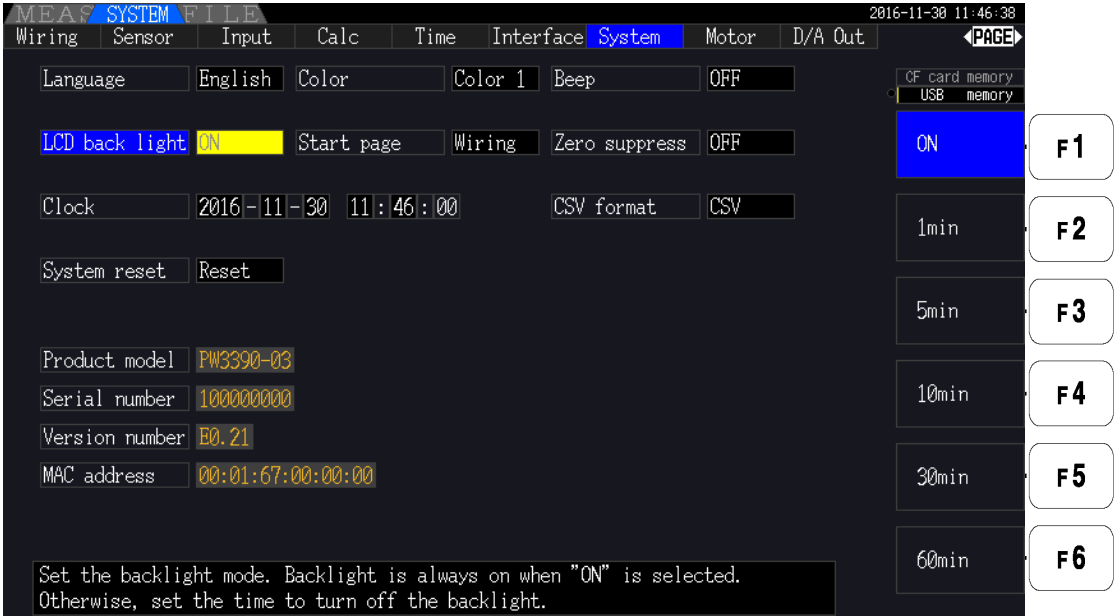 MEAS SYSTEM FILE 2016-11-30 11:46:38
Wiring Sensor Input Calc Time Interface System Motor D/A Out PAGE
Language English Color Color 1 Beep OFF
CF card memory
USB memory
LCD back light ON Start page Wiring Zero suppress OFF
ON F1
Clock 2016-11-30 11:46:00 CSV format CSV
1min F2
System reset Reset
5min F3
Product model PW3390-03
Serial number 100000000
10min F4
Version number E0.21
MAC address 00:01:67:00:00:00
30min F5
60min F6
Set the backlight mode. Backlight is always on when "ON" is selected.
Otherwise, set the time to turn off the backlight.